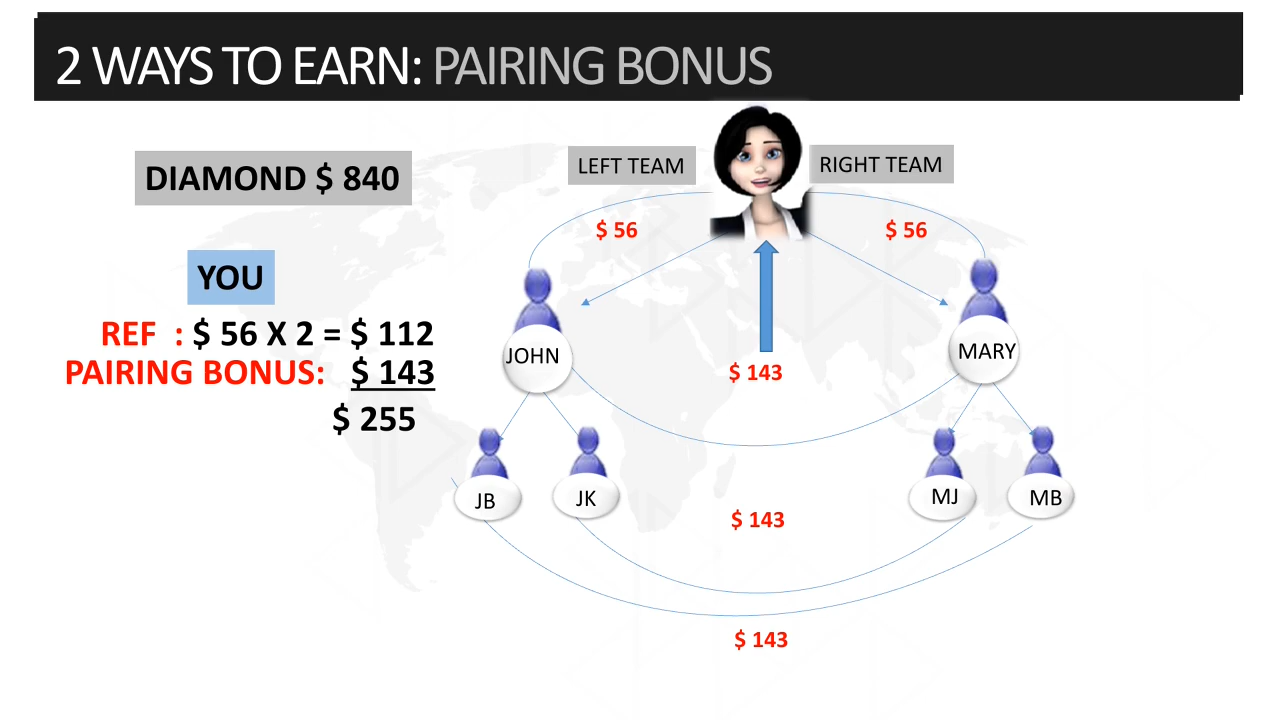 2 WAYS TO EARN: PAIRING BONUS
DIAMOND $ 840
LEFT TEAM
RIGHT TEAM
$ 56
$ 56
YOU
REF : $ 56 X 2 = $ 112
PAIRING BONUS: $ 143
$ 255
JOHN
MARY
$ 143
JB
JK
MJ
MB
$ 143
$ 143